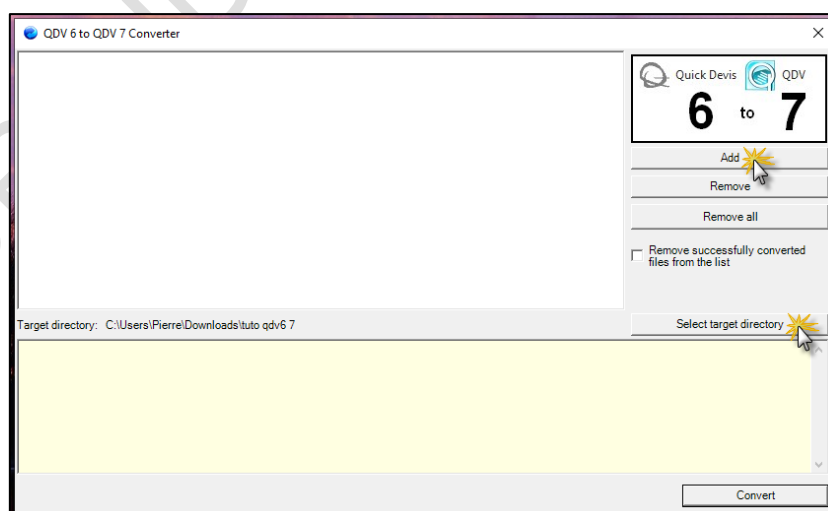 QDV 6 to QDV 7 Converter
Quick Devis QDV
6 to 7
Add
Remove
Remove all
Remove successfully converted
files from the list
Target directory: C:\Users\Pierre\Downloads\tuto qdv6 7
Select target directory
Convert